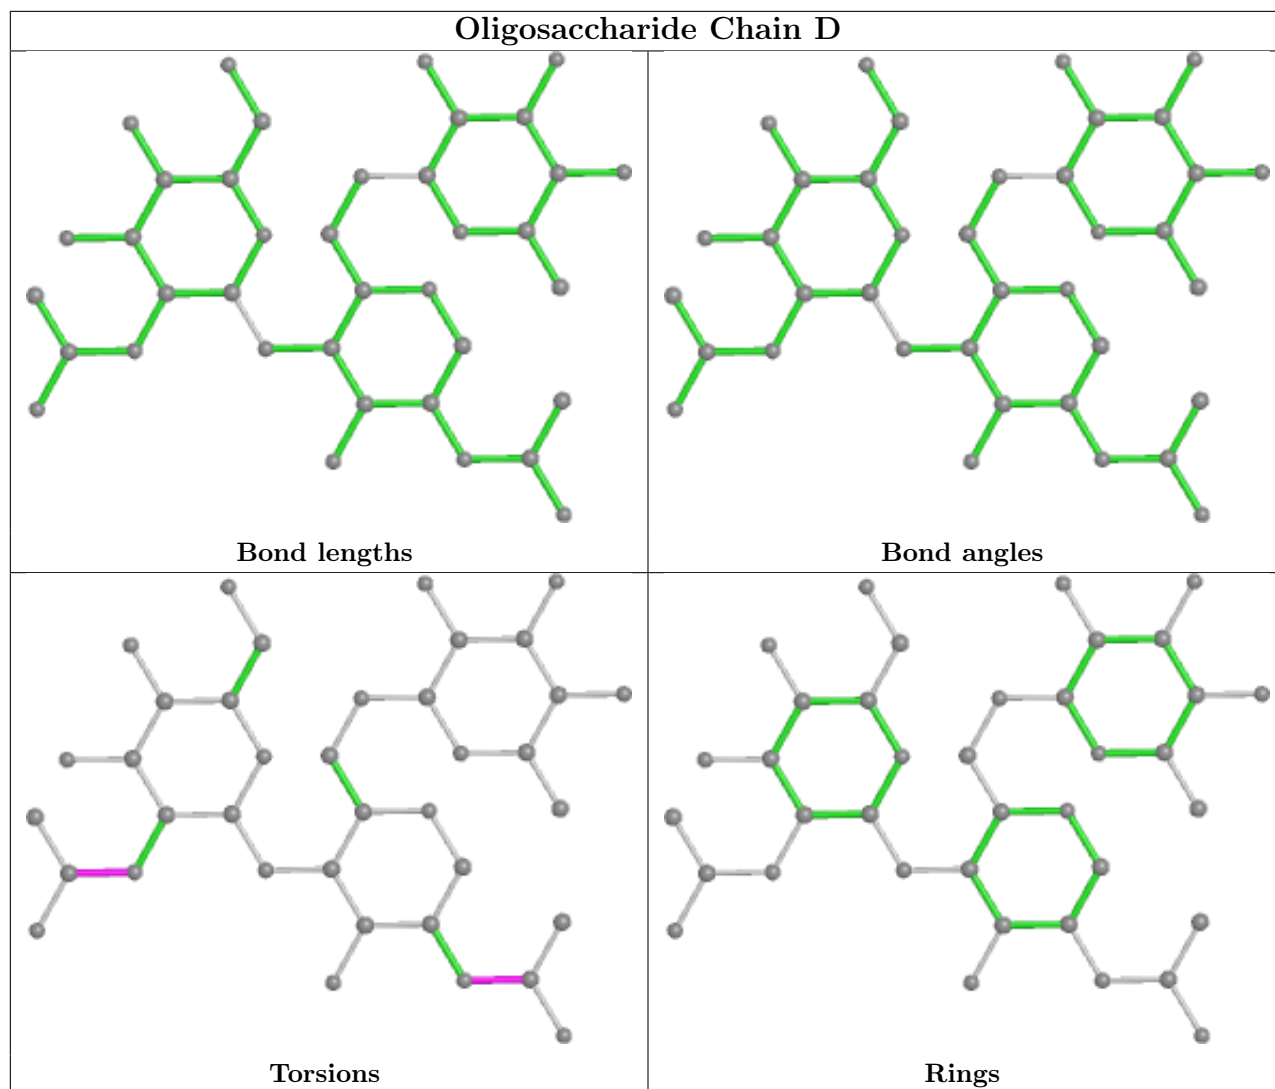 Oligosaccharide Chain D
Bond lengths
Bond angles
Torsions
Rings